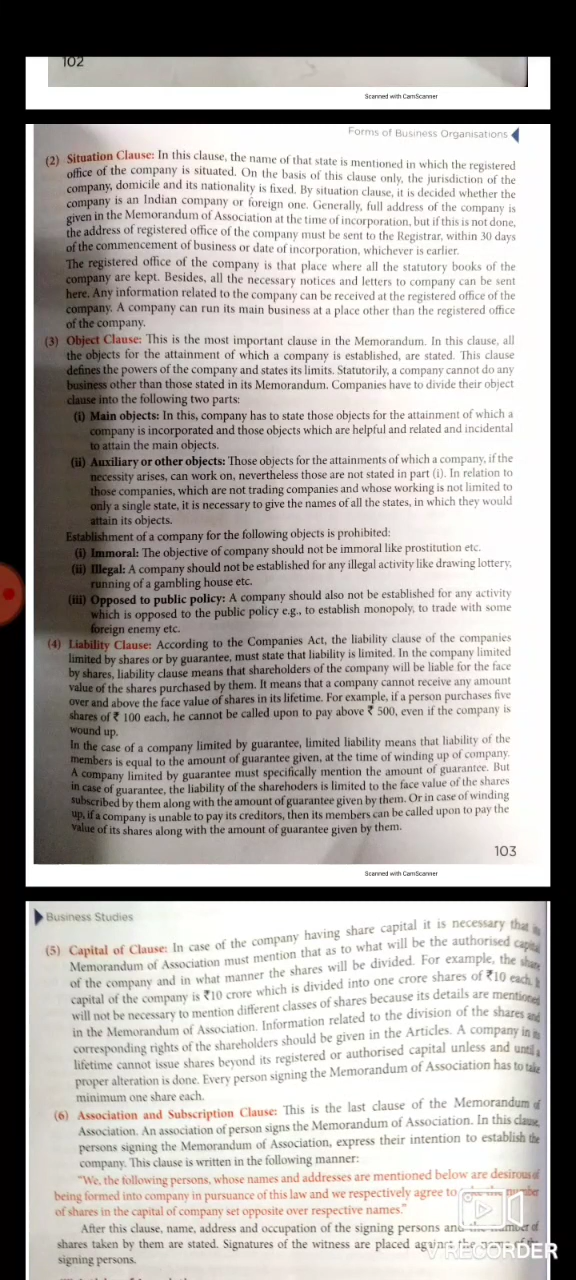 102
Scanned with CamScanner
Forms of Business Organisations
(2) Situation Clause: In this clause, the name of that state is mentioned in which the registered
office of the company is situated. On the basis of this clause only, the jurisdiction of the
company, domicile and its nationality is fixed. By situation clause, it is decided whether the
company is an Indian company or foreign one. Generally, full address of the company is
given in the Memorandum of Association at the time of incorporation, but if this is not done,
the address of registered office of the company must be sent to the Registrar, within 30 days
of the commencement of business or date of incorporation, whichever is earlier.
The registered office of the company is that place where all the statutory books of the
company are kept. Besides, all the necessary notices and letters to company can be sent
here. Any information related to the company can be received at the registered office of the
company. A company can run its main business at a place other than the registered office
of the company.
(3) Object Clause: This is the most important clause in the Memorandum. In this clause, all
the objects for the attainment of which a company is established, are stated. This clause
defines the powers of the company and states its limits. Statutorily, a company cannot do any
business other than those stated in its Memorandum. Companies have to divide their object
clause into the following two parts:
(i) Main objects: In this, company has to state those objects for the attainment of which a
company is incorporated and those objects which are helpful and related and incidental
to attain the main objects.
(ii) Auxiliary or other objects: Those objects for the attainments of which a company, if the
necessity arises, can work on, nevertheless those are not stated in part (i). In relation to
those companies, which are not trading companies and whose working is not limited to
only a single state, it is necessary to give the names of all the states, in which they would
attain its objects.
Establishment of a company for the following objects is prohibited:
(i) Immoral: The objective of company should not be immoral like prostitution etc.
(ii) Illegal: A company should not be established for any illegal activity like drawing lottery,
running of a gambling house etc.
(iii) Opposed to public policy: A company should also not be established for any activity
which is opposed to the public policy e.g., to establish monopoly, to trade with some
foreign enemy etc.
(4) Liability Clause: According to the Companies Act, the liability clause of the companies
limited by shares or by guarantee, must state that liability is limited. In the company limited
by shares, liability clause means that shareholders of the company will be liable for the face
value of the shares purchased by them. It means that a company cannot receive any amount
over and above the face value of shares in its lifetime. For example, if a person purchases five
shares of ₹ 100 each, he cannot be called upon to pay above ₹ 500, even if the company is
wound up.
In the case of a company limited by guarantee, limited liability means that liability of the
members is equal to the amount of guarantee given, at the time of winding up of company.
A company limited by guarantee must specifically mention the amount of guarantee. But
in case of guarantee, the liability of the sharehoders is limited to the face value of the shares
subscribed by them along with the amount of guarantee given by them. Or in case of winding
up, if a company is unable to pay its creditors, then its members can be called upon to pay the
value of its shares along with the amount of guarantee given by them.
103
Scanned with CamScanner
Business Studies
(5) Capital of Clause: In case of the company having share capital it is necessary that in
Memorandum of Association must mention that as to what will be the authorised capital
of the company and in what manner the shares will be divided. For example, the share
capital of the company is ₹10 crore which is divided into one crore shares of ₹10 each.
will not be necessary to mention different classes of shares because its details are mentioned
in the Memorandum of Association. Information related to the division of the shares and
corresponding rights of the shareholders should be given in the Articles. A company in its
lifetime cannot issue shares beyond its registered or authorised capital unless and until
proper alteration is done. Every person signing the Memorandum of Association has to take
minimum one share each.
(6) Association and Subscription Clause: This is the last clause of the Memorandum of
Association. An association of person signs the Memorandum of Association. In this clause,
persons signing the Memorandum of Association, express their intention to establish the
company. This clause is written in the following manner:
"We, the following persons, whose names and addresses are mentioned below are desirous of
being formed into company in pursuance of this law and we respectively agree to number
of shares in the capital of company set opposite over respective names."
After this clause, name, address and occupation of the signing persons and number of
shares taken by them are stated. Signatures of the witness are placed against the
signing persons.
RECORDER